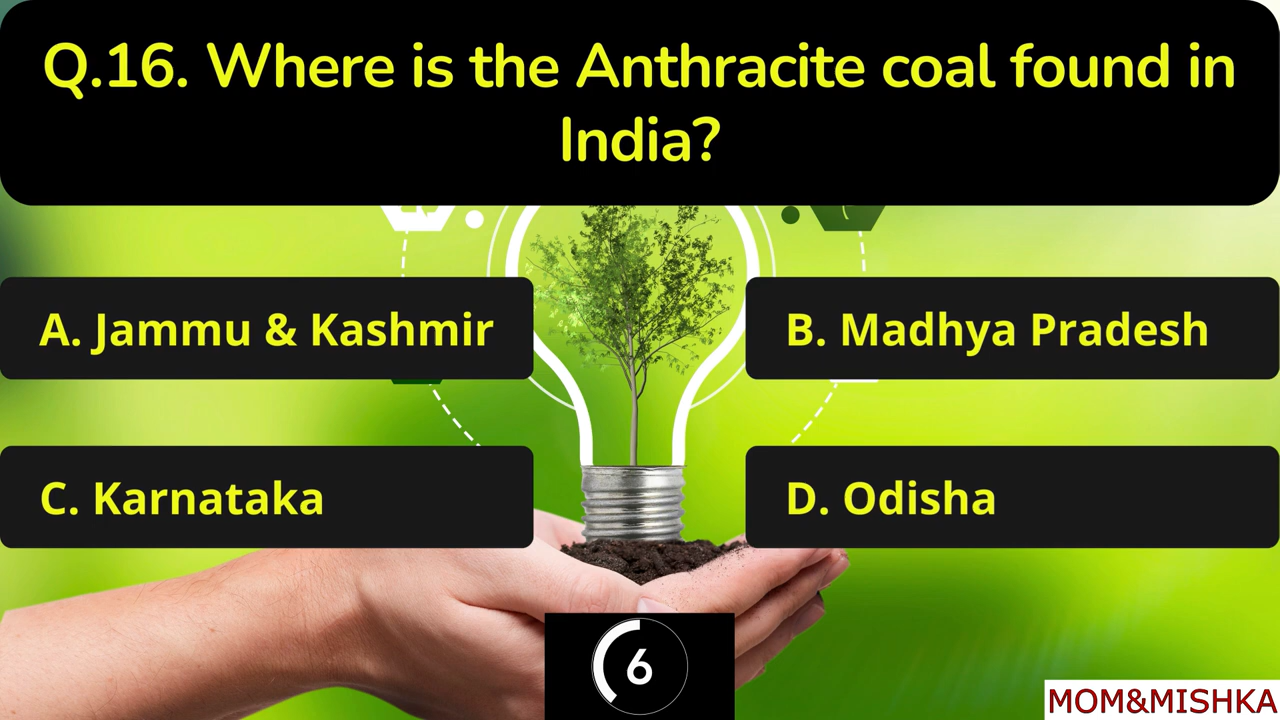 Q.16. Where is the Anthracite coal found in
India?
A. Jammu & Kashmir
B. Madhya Pradesh
C. Karnataka
D. Odisha
6
MOM&MISHKA